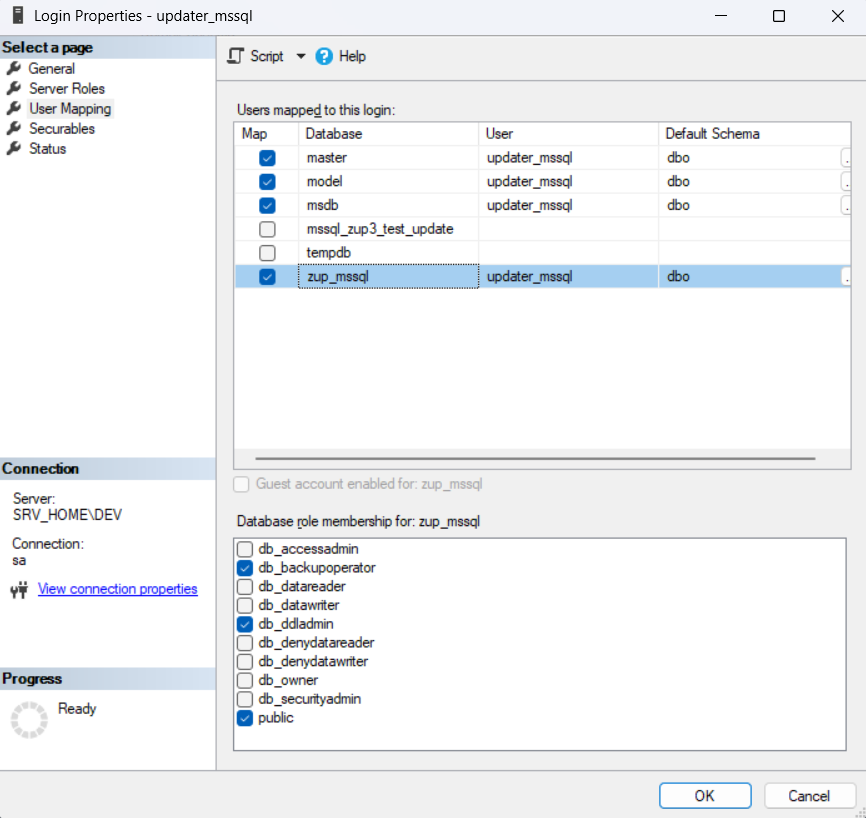 Login Properties - updater_mssql
Select a page
General
Server Roles
User Mapping
Securables
Status
Script
Help
Users mapped to this login:
Map Database User Default Schema
master updater_mssql dbo
model updater_mssql dbo
msdb updater_mssql dbo
mssql_zup3_test_update
tempdb
zup_mssql updater_mssql dbo
Guest account enabled for: zup_mssql
Database role membership for: zup_mssql
db_accessadmin
db_backupoperator
db_datareader
db_datawriter
db_ddladmin
db_denydatareader
db_denydatawriter
db_owner
db_securityadmin
public
Connection
Server:
SRV_HOME\DEV
Connection:
sa
View connection properties
Progress
Ready
OK Cancel